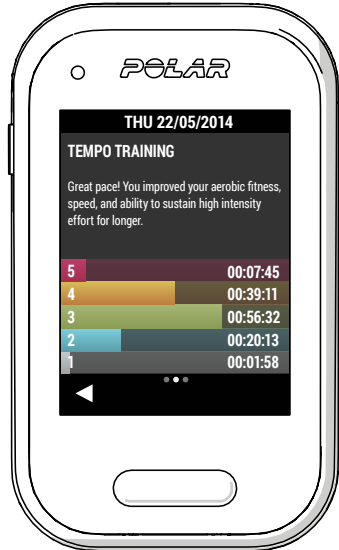 POLAR
THU 22/05/2014
TEMPO TRAINING
Great pace! You improved your aerobic fitness,
speed, and ability to sustain high intensity
effort for longer.
5 00:07:45
4 00:39:11
3 00:56:32
2 00:20:13
1 00:01:58